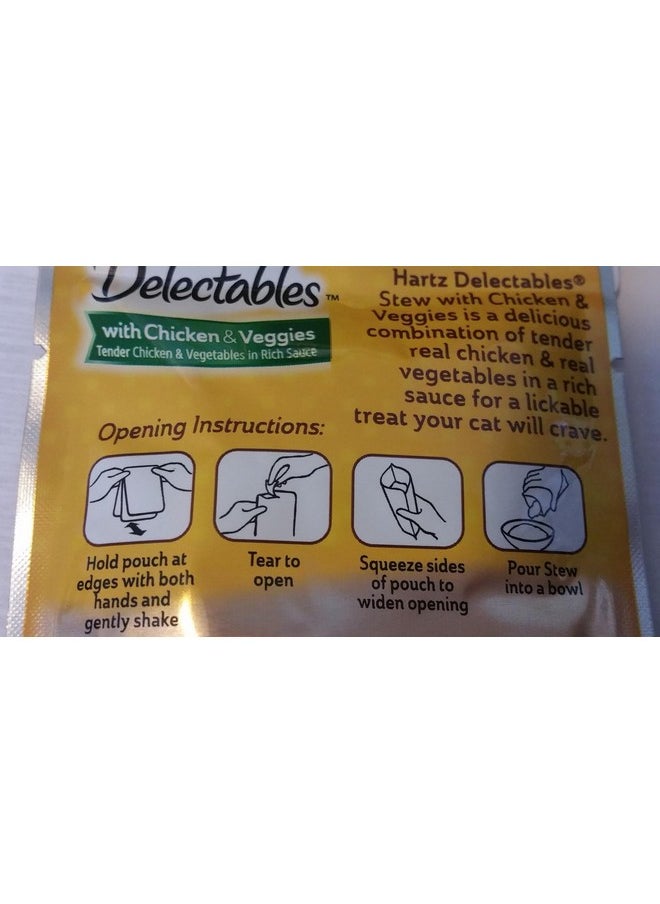 Delectables™
with Chicken & Veggies
Tender Chicken & Vegetables in Rich Sauce
Hartz Delectables®
Stew with Chicken &
Veggies is a delicious
combination of tender
real chicken & real
vegetables in a rich
sauce for a lickable
treat your cat will crave.
Opening Instructions:
Hold pouch at
edges with both
hands and
gently shake
Tear to
open
Squeeze sides
of pouch to
widen opening
Pour Stew
into a bowl